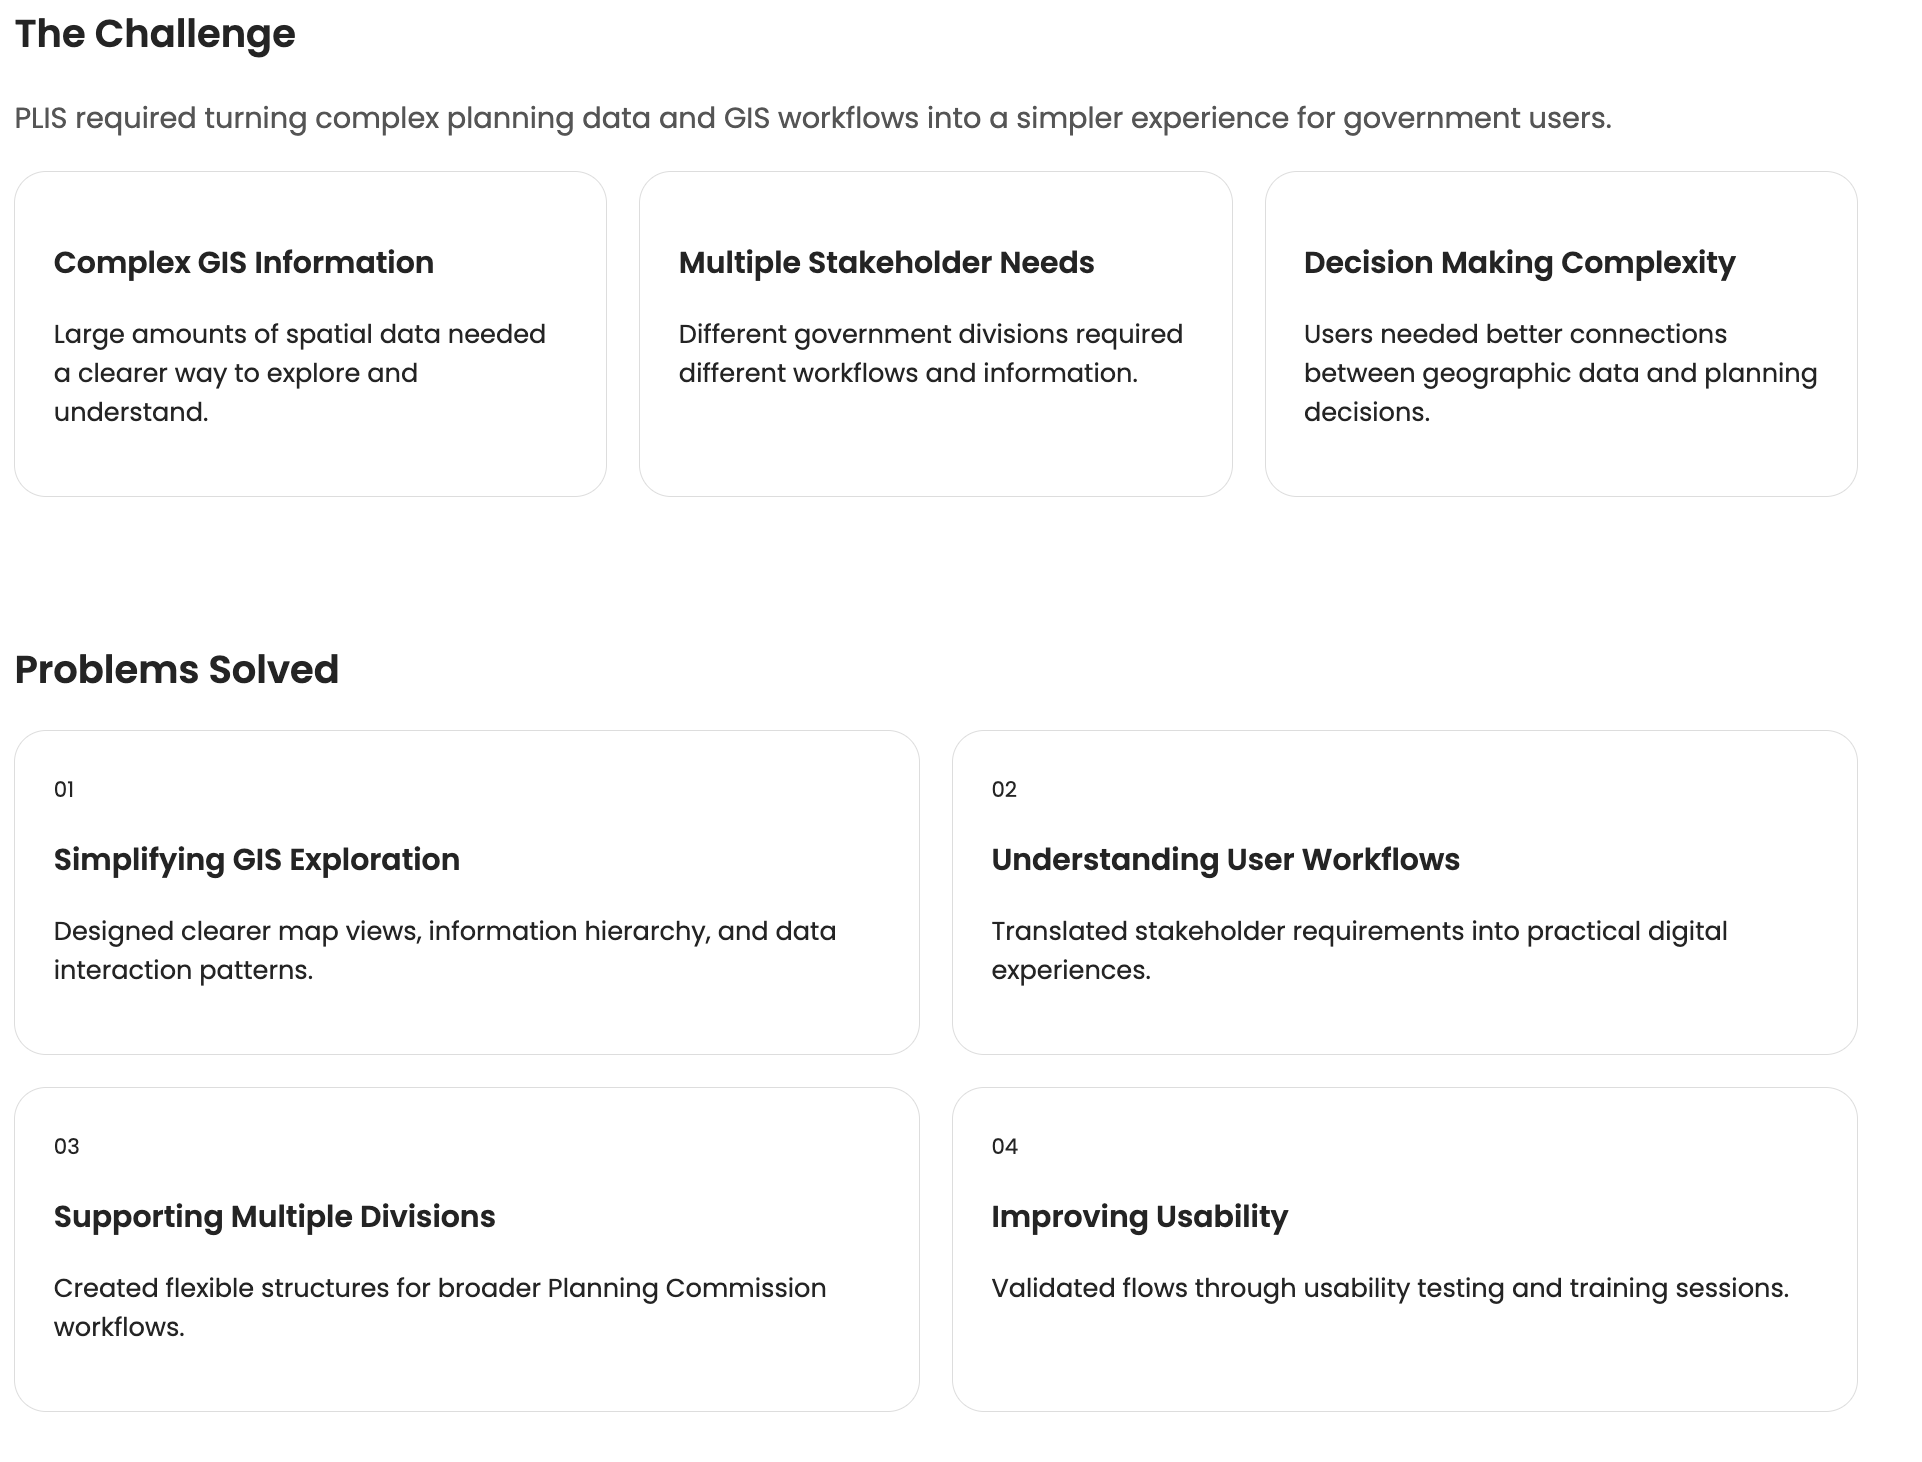 The Challenge
PLIS required turning complex planning data and GIS workflows into a simpler experience for government users.
Complex GIS Information
Large amounts of spatial data needed
a clearer way to explore and
understand.
Multiple Stakeholder Needs
Different government divisions required
different workflows and information.
Decision Making Complexity
Users needed better connections
between geographic data and planning
decisions.
Problems Solved
01
Simplifying GIS Exploration
Designed clearer map views, information hierarchy, and data
interaction patterns.
02
Understanding User Workflows
Translated stakeholder requirements into practical digital
experiences.
03
Supporting Multiple Divisions
Created flexible structures for broader Planning Commission
workflows.
04
Improving Usability
Validated flows through usability testing and training sessions.